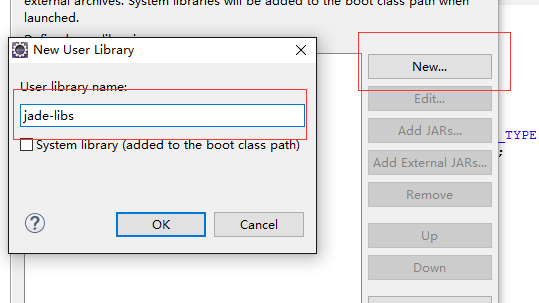 external archives. System libraries will be added to the boot class path when
launched.
New User Library
User library name:
jade-libs
System library (added to the boot class path)
OK
Cancel
New...
Edit...
Add JARs...
Add External JARs...
Remove
Up
Down
_TYPE
;